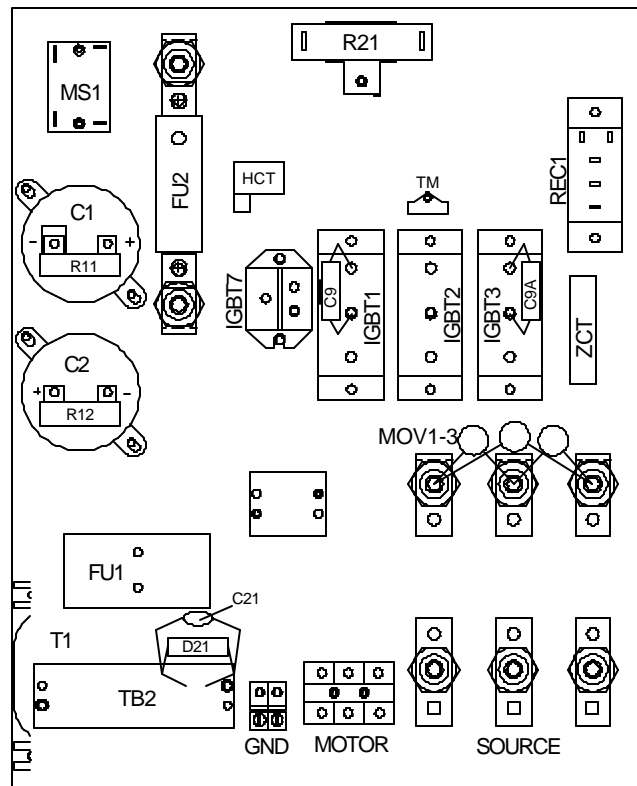 R21
MS1
FU2
HCT
TM
REC1
C1
- +
R11
IGBT7
C9
IGBT1
IGBT2
IGBT3
C9A
ZCT
C2
+ -
R12
MOV1-3
FU1
C21
T1
D21
TB2
GND
MOTOR
SOURCE